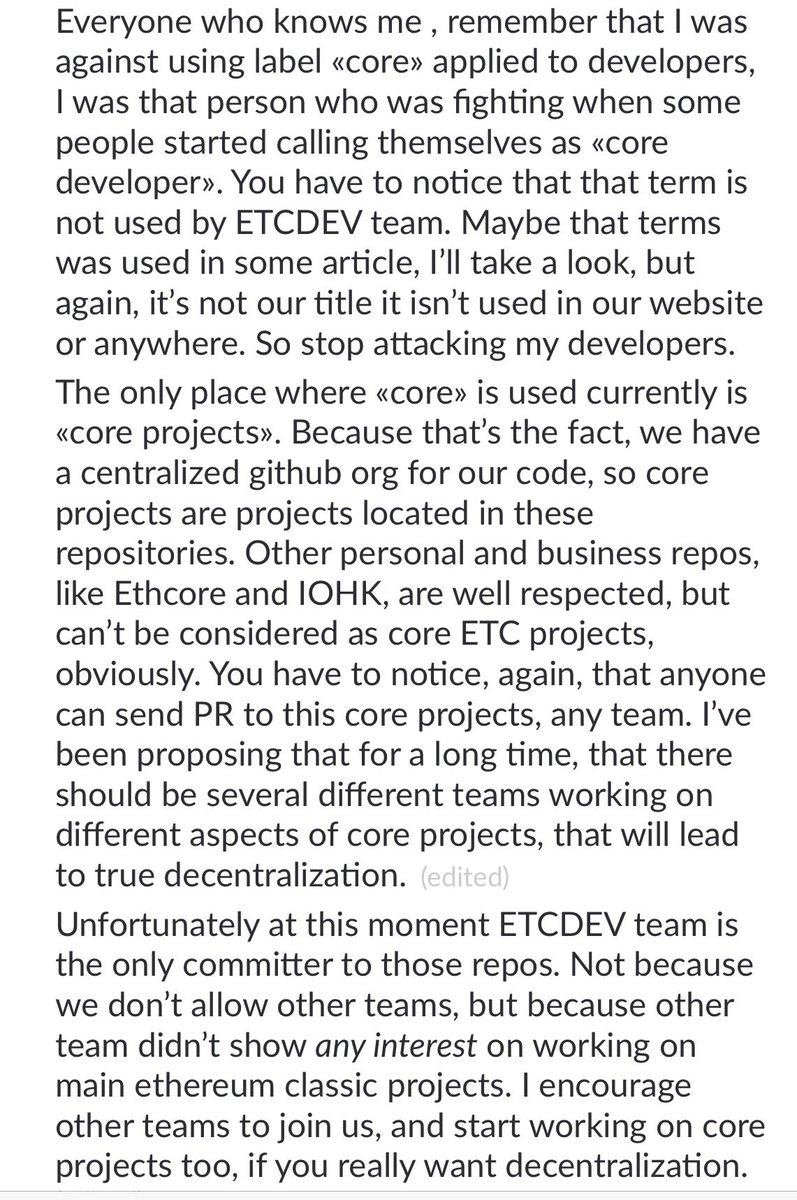 Everyone who knows me , remember that I was
against using label «core» applied to developers,
I was that person who was fighting when some
people started calling themselves as «core
developer». You have to notice that that term is
not used by ETCDEV team. Maybe that terms
was used in some article, I’ll take a look, but
again, it’s not our title it isn’t used in our website
or anywhere. So stop attacking my developers.
The only place where «core» is used currently is
«core projects». Because that’s the fact, we have
a centralized github org for our code, so core
projects are projects located in these
repositories. Other personal and business repos,
like Ethcore and IOHK, are well respected, but
can’t be considered as core ETC projects,
obviously. You have to notice, again, that anyone
can send PR to this core projects, any team. I’ve
been proposing that for a long time, that there
should be several different teams working on
different aspects of core projects, that will lead
to true decentralization. (edited)
Unfortunately at this moment ETCDEV team is
the only committer to those repos. Not because
we don’t allow other teams, but because other
team didn’t show any interest on working on
main ethereum classic projects. I encourage
other teams to join us, and start working on core
projects too, if you really want decentralization.